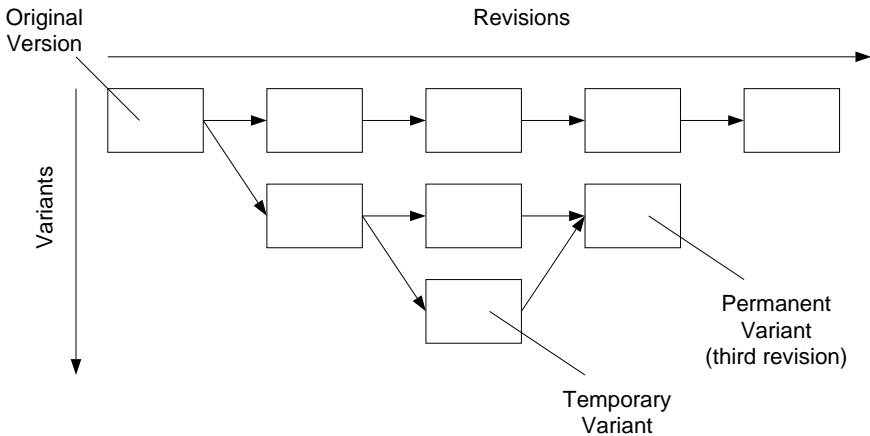 Original
Version
Revisions
Variants
Permanent
Variant
(third revision)
Temporary
Variant